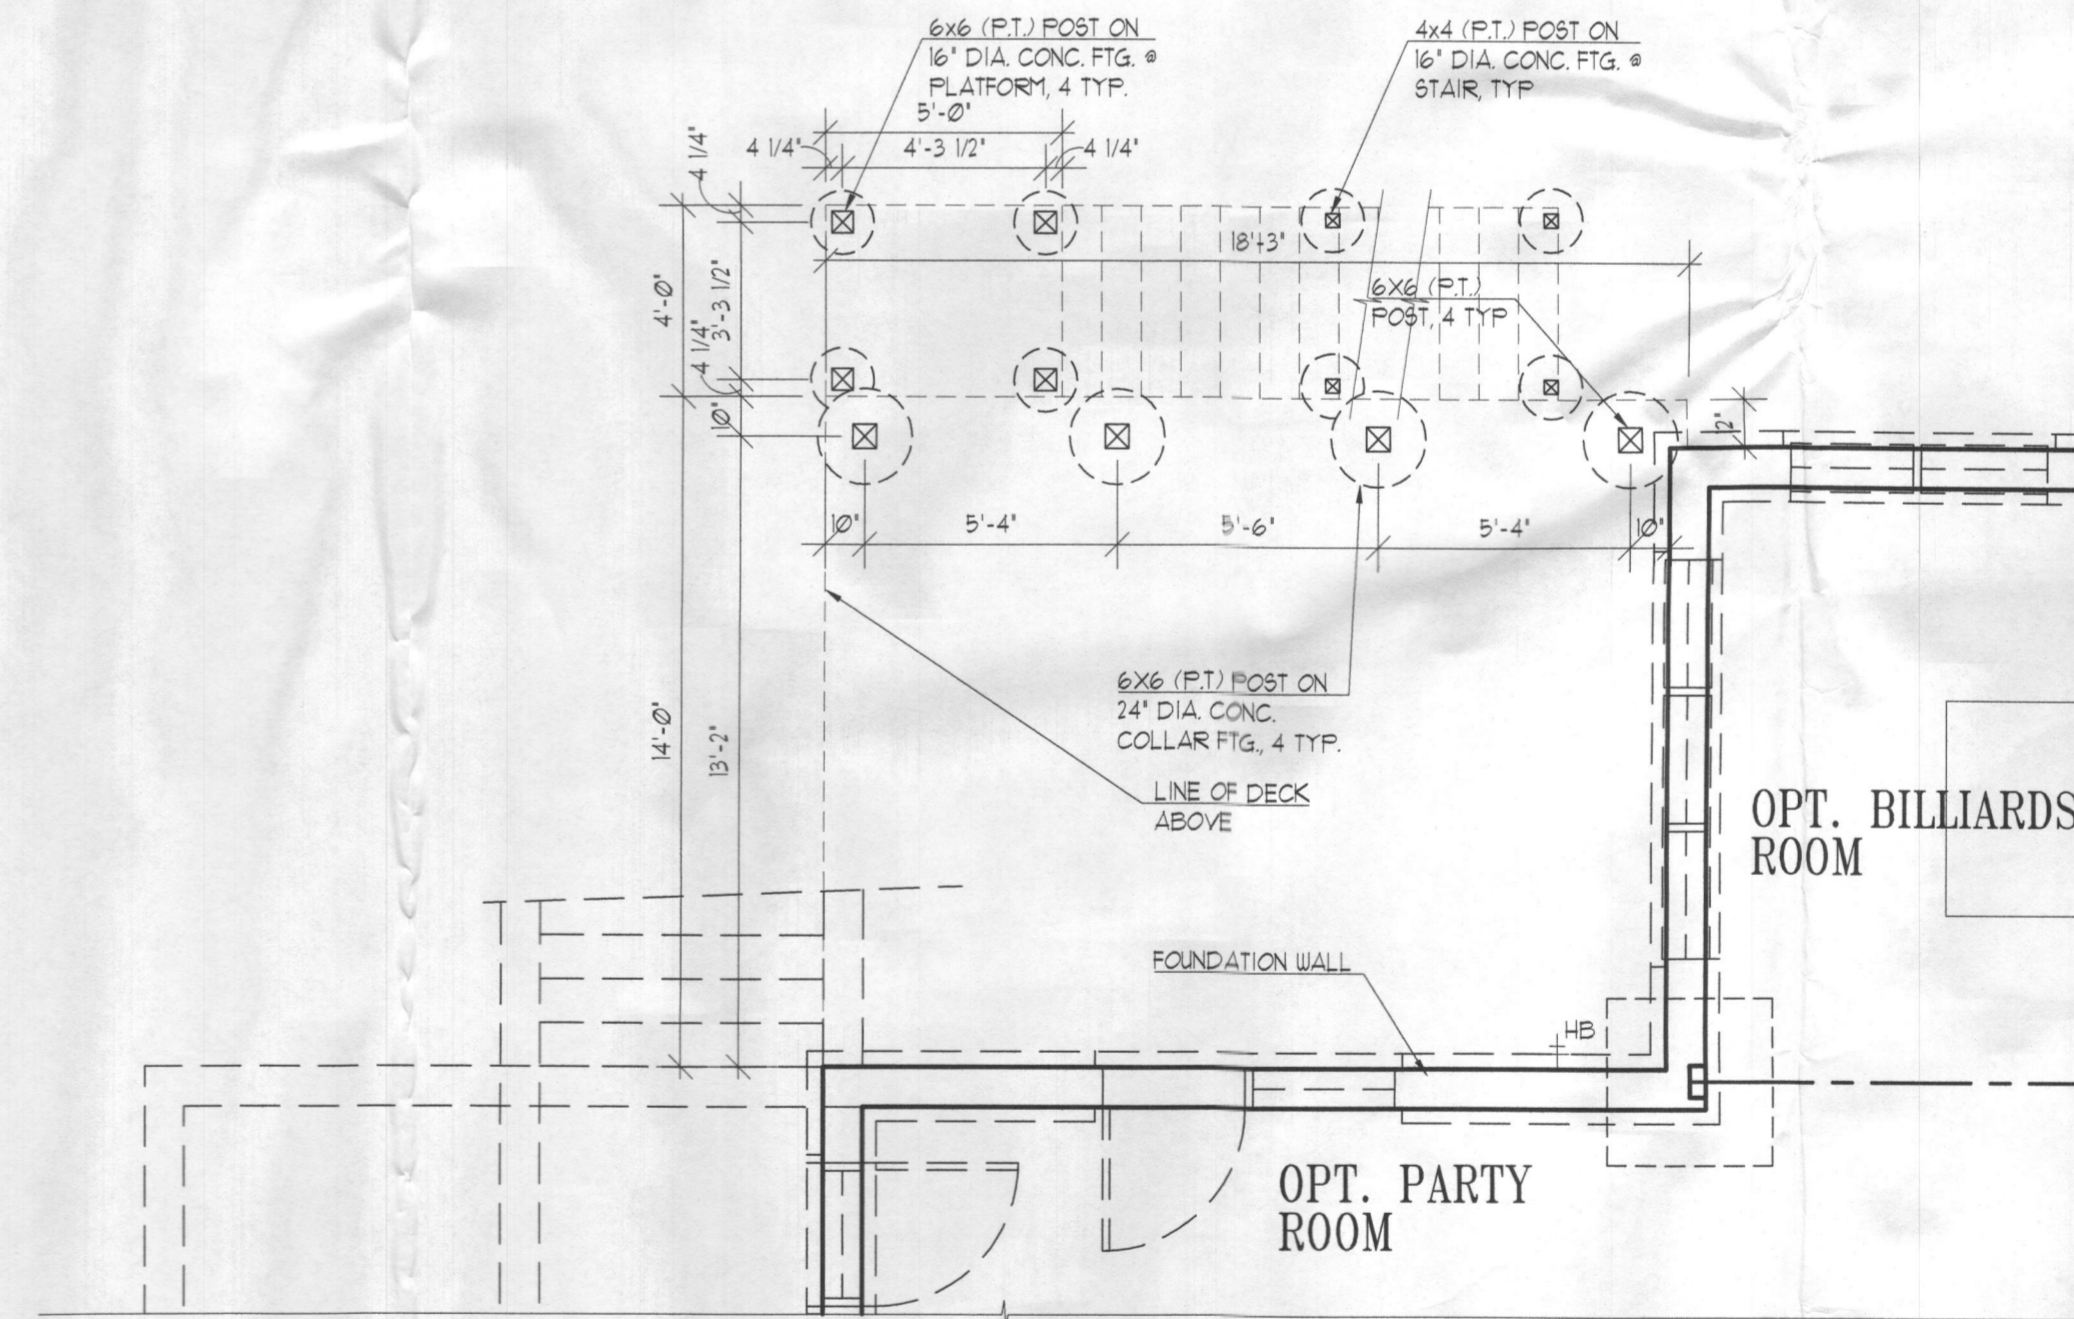 6x6 (P.T.) POST ON
16" DIA. CONC. FTG. @
PLATFORM, 4 TYP.
4x4 (P.T.) POST ON
16" DIA. CONC. FTG. @
STAIR, TYP
5'-0"
4 1/4"
4'-3 1/2"
4 1/4"
4 1/4"
18'-3"
4'-0"
3'-3 1/2"
4 1/4"
10"
6X6 (P.T.)
POST, 4 TYP
10"
5'-4"
5'-6"
5'-4"
10"
6X6 (P.T) POST ON
24" DIA. CONC.
COLLAR FTG., 4 TYP.
14'-0"
13'-2"
LINE OF DECK
ABOVE
OPT. BILLIARDS
ROOM
FOUNDATION WALL
HB
OPT. PARTY
ROOM